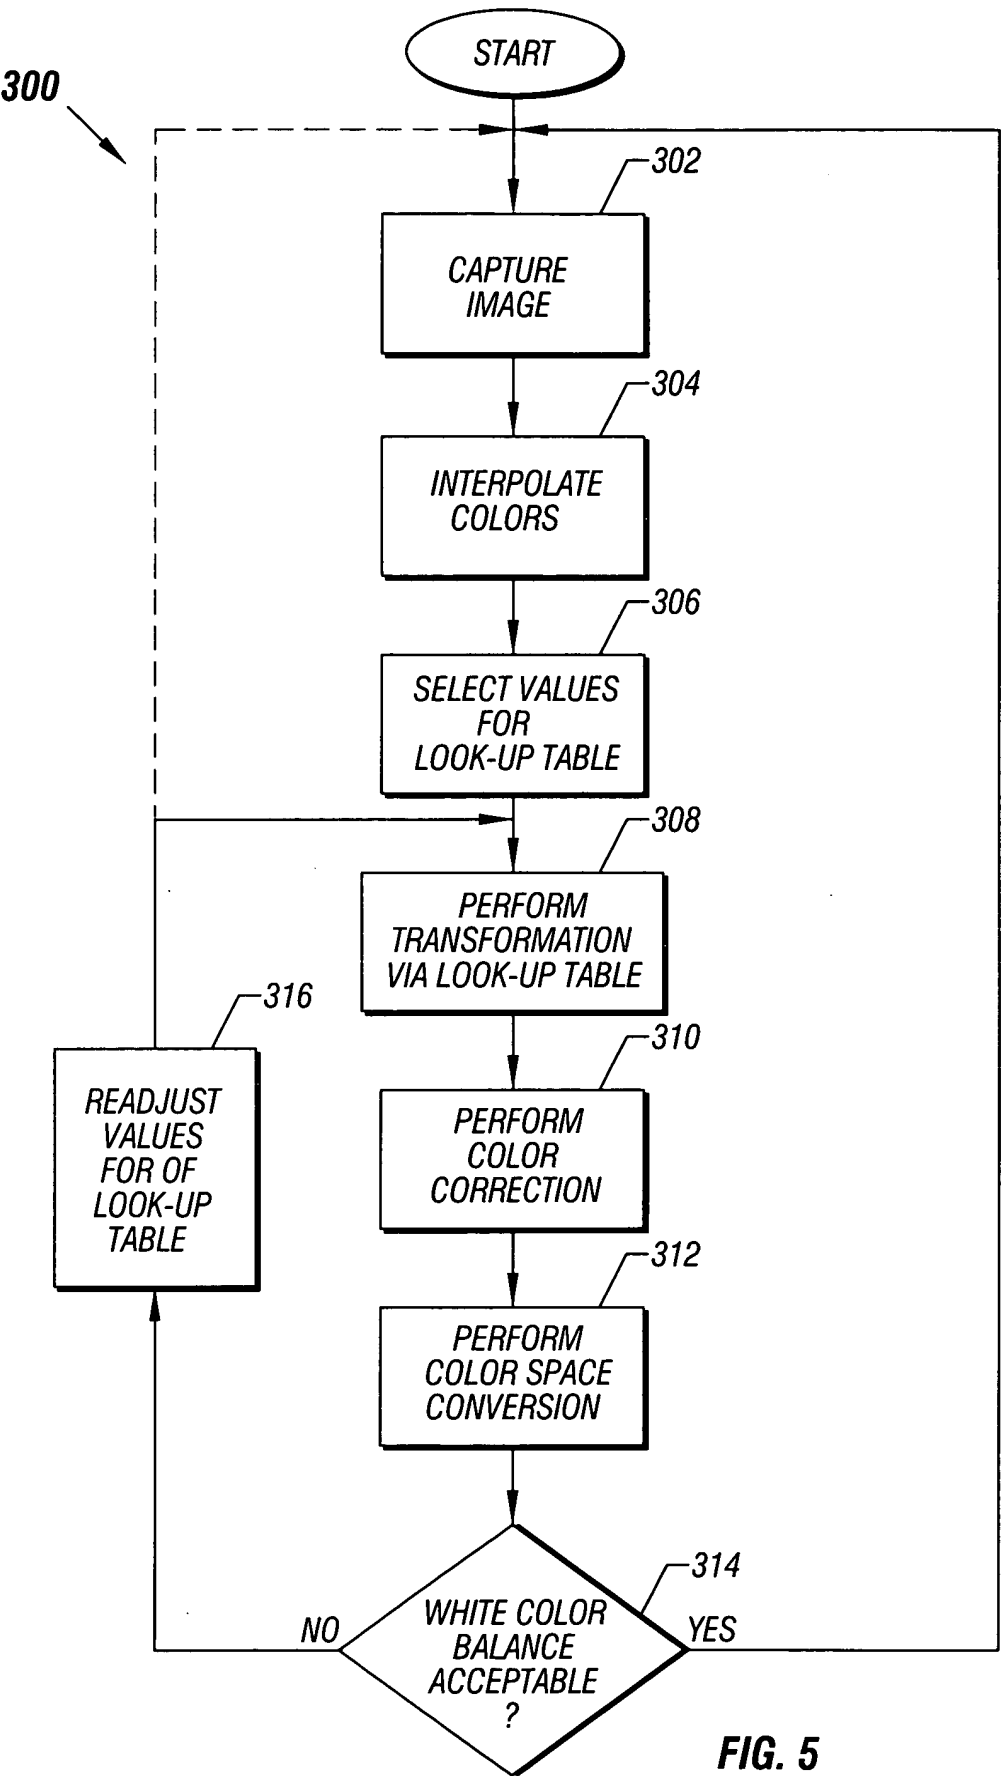 START
300
302
CAPTURE
IMAGE
304
INTERPOLATE
COLORS
306
SELECT VALUES
FOR
LOOK-UP TABLE
308
PERFORM
TRANSFORMATION
VIA LOOK-UP TABLE
316
READJUST
VALUES
FOR OF
LOOK-UP
TABLE
310
PERFORM
COLOR
CORRECTION
312
PERFORM
COLOR SPACE
CONVERSION
314
WHITE COLOR
BALANCE
ACCEPTABLE
?
NO
YES
FIG. 5